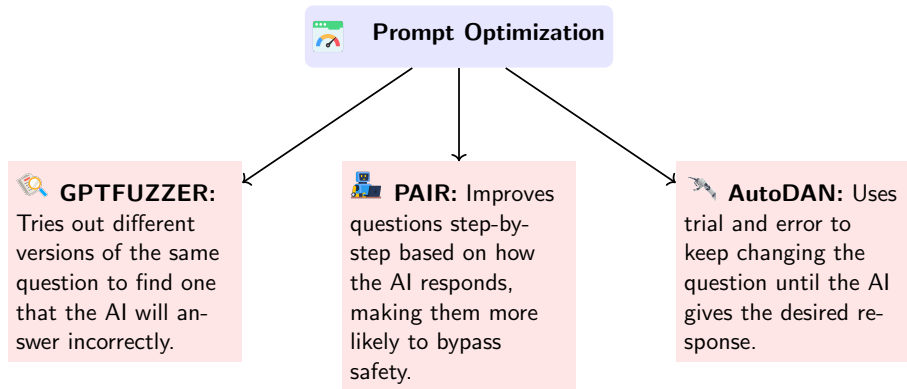 Prompt Optimization
GPTFUZZER:
Tries out different
versions of the same
question to find one
that the AI will an-
swer incorrectly.
PAIR: Improves
questions step-by-
step based on how
the AI responds,
making them more
likely to bypass
safety.
AutoDAN: Uses
trial and error to
keep changing the
question until the AI
gives the desired re-
sponse.